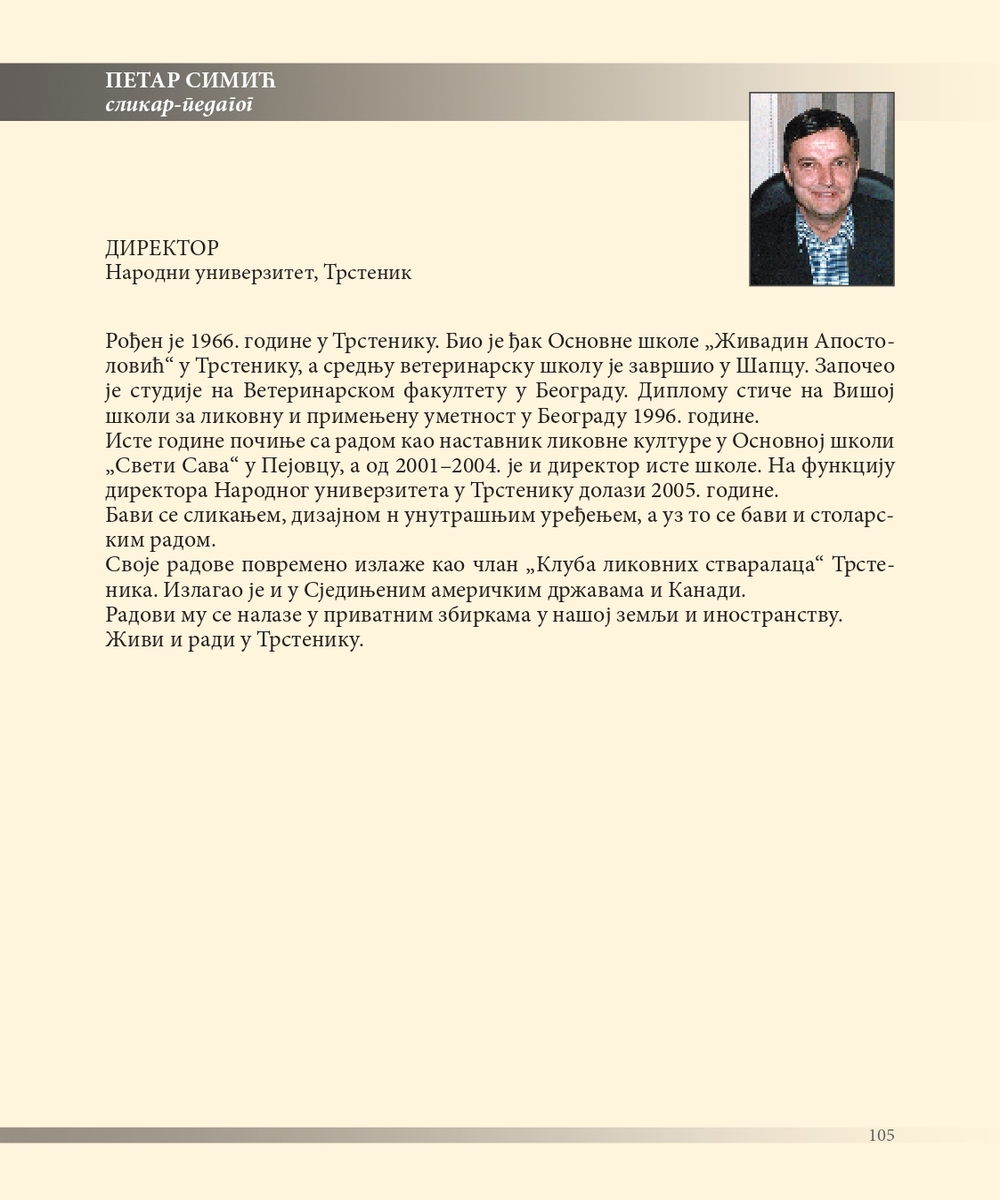 ПЕТАР СИМИЋ
сликар-педагог
ДИРЕКТОР
Народни универзитет, Трстеник
Рођен је 1966. године у Трстенику. Био је ђак Основне школе „Живадин Апосто-
ловић“ у Трстенику, а средњу ветеринарску школу је завршио у Шапцу. Започео
је студије на Ветеринарском факултету у Београду. Диплому стиче на Вишој
школи за ликовну и примењену уметност у Београду 1996. године.
Исте године почиње са радом као наставник ликовне културе у Основној школи
„Свети Сава“ у Пејовцу, а од 2001–2004. је и директор исте школе. На функцију
директора Народног универзитета у Трстенику долази 2005. године.
Бави се сликањем, дизајном н унутрашњим уређењем, а уз то се бави и столарс-
ким радом.
Своје радове повремено излаже као члан „Клуба ликовних стваралаца“ Трсте-
ника. Излагао је и у Сједињеним америчким државама и Канади.
Радови му се налазе у приватним збиркама у нашој земљи и иностранству.
Живи и ради у Трстенику.
105